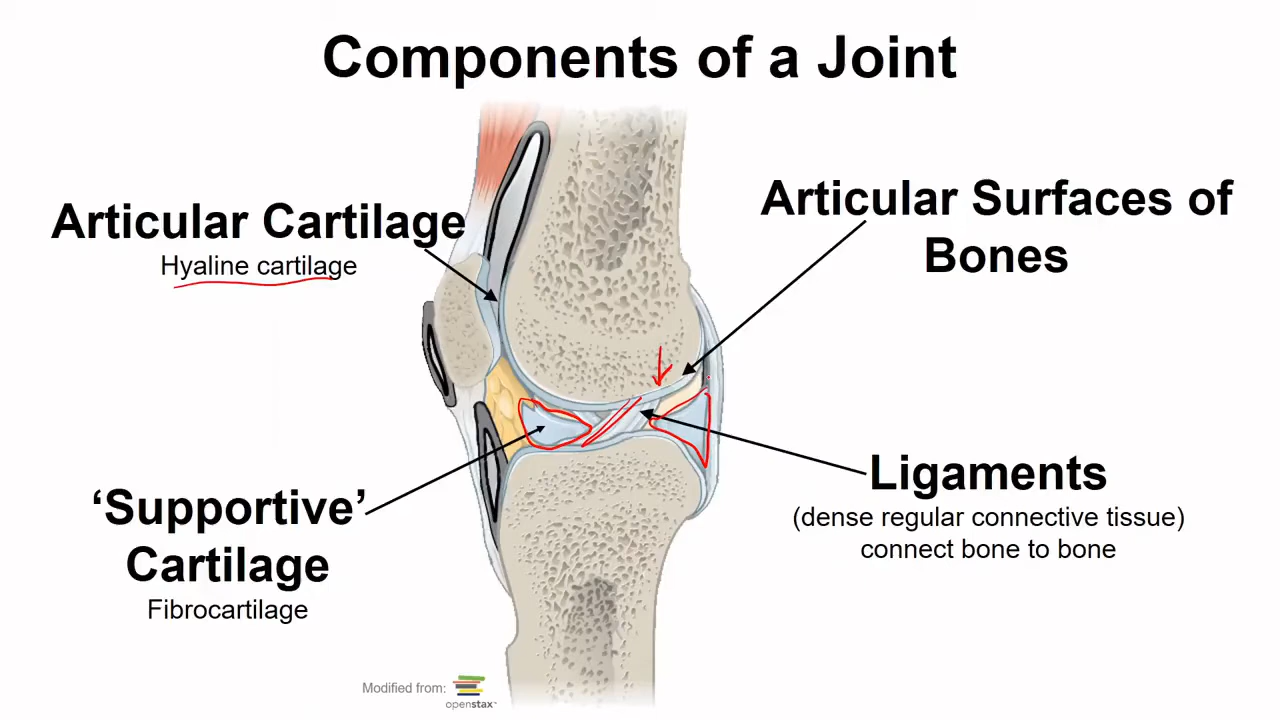 Components of a Joint
Articular Cartilage
Hyaline cartilage
Articular Surfaces of
Bones
‘Supportive’
Cartilage
Fibrocartilage
Ligaments
(dense regular connective tissue)
connect bone to bone
Modified from:
openstax™